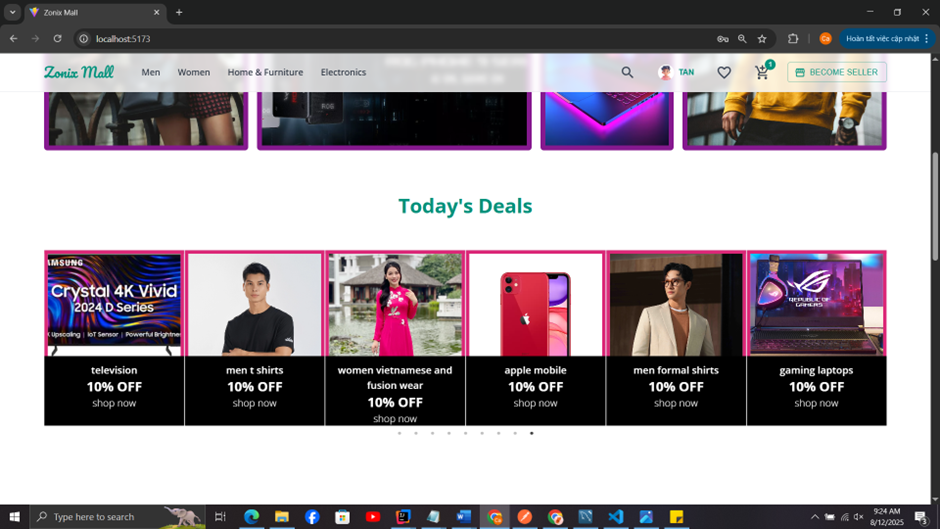 Zonix Mall
localhost:5173
Ca
Hoàn tất việc cập nhật
Zonix Mall
Men
Women
Home & Furniture
Electronics
TAN
1
BECOME SELLER
Today's Deals
AMSUNG
Crystal 4K Vivid
2024 D Series
Upscaling | IoT Sensor | Powerful Brightne
REPUBLIC OF
GAMERS
television
10% OFF
shop now
men t shirts
10% OFF
shop now
women vietnamese and
fusion wear
10% OFF
shop now
apple mobile
10% OFF
shop now
men formal shirts
10% OFF
shop now
gaming laptops
10% OFF
shop now
Type here to search
9:24 AM
8/12/2025
3